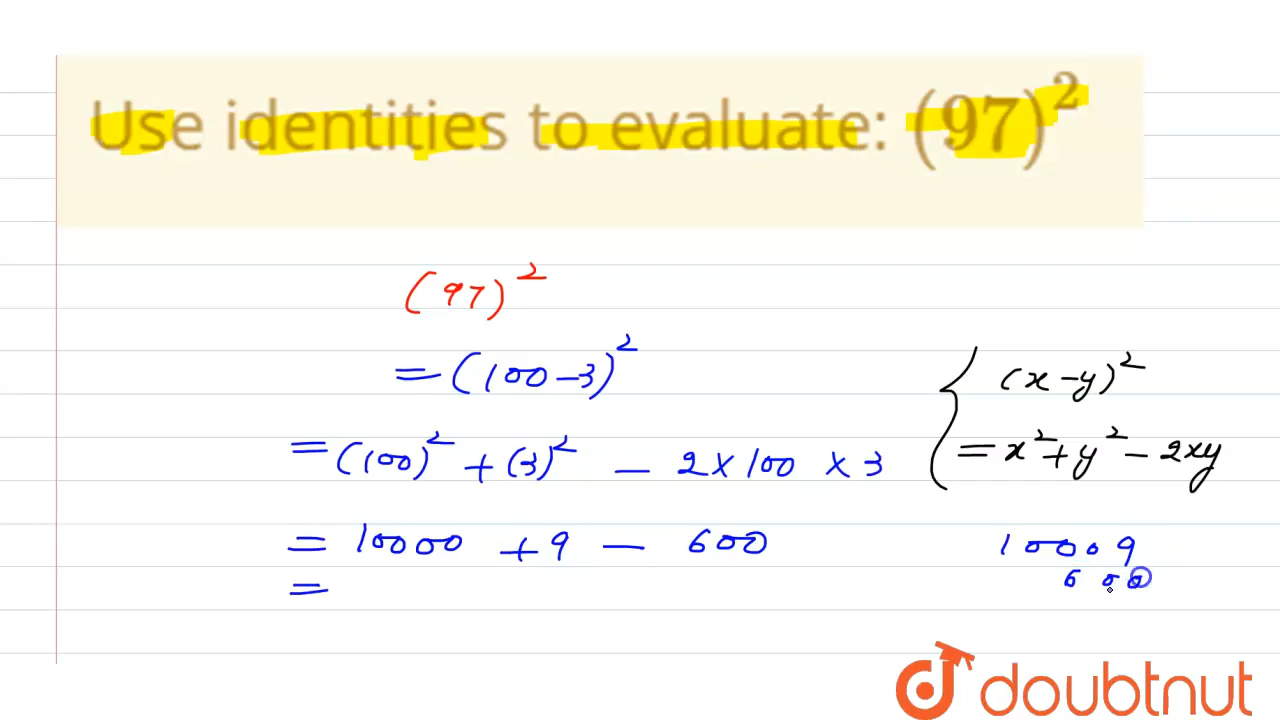 Use identities to evaluate: (97)²
(97)²
= (100-3)²
(x-y)²
= (100)² + (3)² - 2×100 ×3
= x²+y²-2xy
= 10000 +9 - 600
10009
=
600
doubtnut